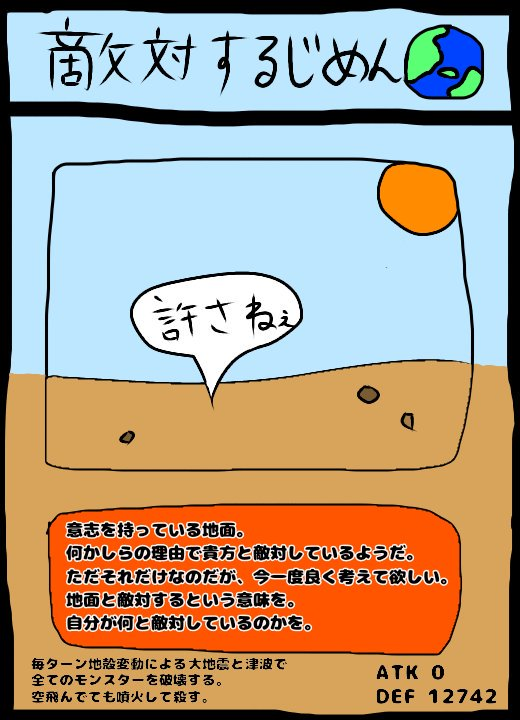 敵対するじめん
許さねぇ
意志を持っている地面。
何かしらの理由で貴方と敵対しているようだ。
ただそれだけなのだが、今一度良く考えて欲しい。
地面と敵対するという意味を。
自分が何と敵対しているのかを。
毎ターン地殻変動による大地震と津波で
全てのモンスターを破壊する。
空飛んでても噴火して殺す。
ATK 0
DEF 12742